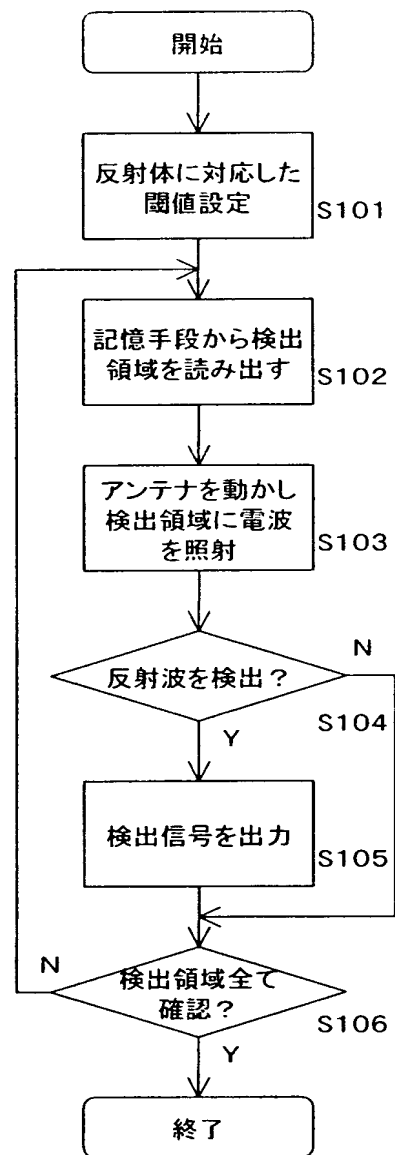 開始
反射体に対応した
閾値設定
S101
記憶手段から検出
領域を読み出す
S102
アンテナを動かし
検出領域に電波
を照射
S103
反射波を検出？
N
S104
Y
検出信号を出力
S105
N
検出領域全て
確認？
S106
Y
終了